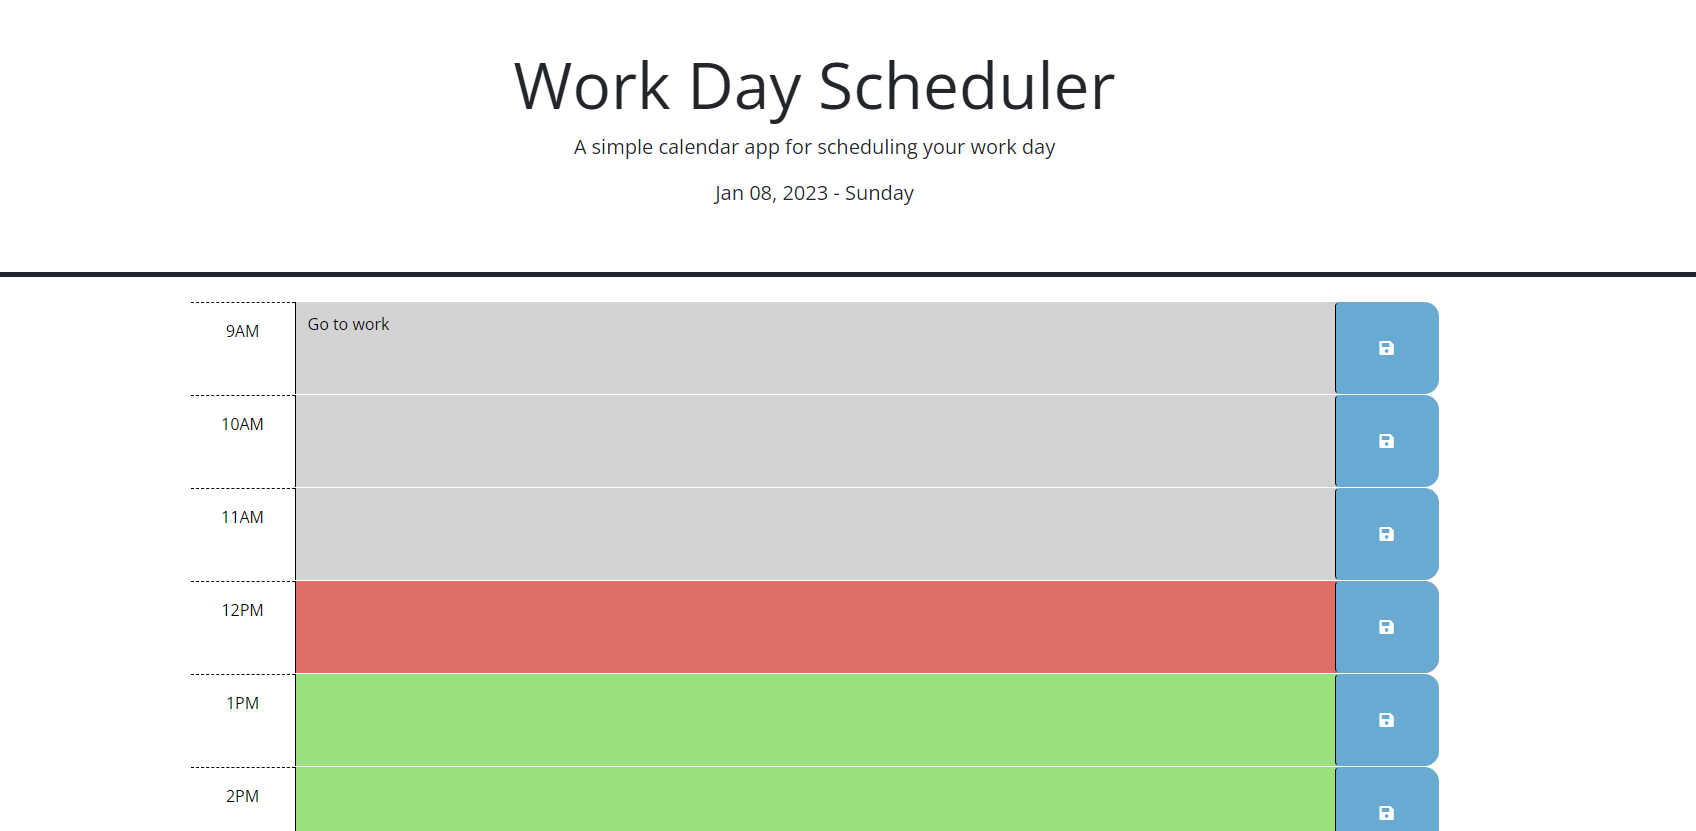 Work Day Scheduler
A simple calendar app for scheduling your work day
Jan 08, 2023 - Sunday
9AM
Go to work
10AM
11AM
12PM
1PM
2PM